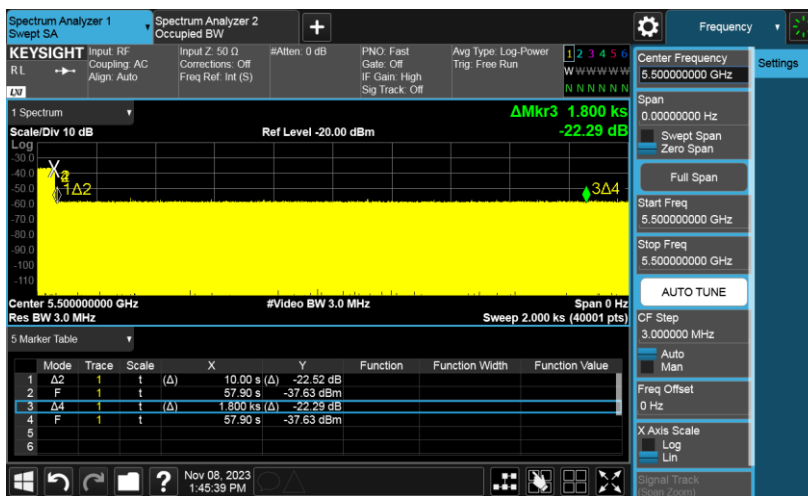 Spectrum Analyzer 1
Swept SA
Spectrum Analyzer 2
Occupied BW
Frequency
KEYSIGHT
RL
LXI
Input: RF
Coupling: AC
Align: Auto
Input Z: 50 Ω
Corrections: Off
Freq Ref: Int (S)
#Atten: 0 dB
PNO: Fast
Gate: Off
IF Gain: High
Sig Track: Off
Avg Type: Log-Power
Trig: Free Run
1 2 3 4 5 6
W W W W W W
N N N N N N
1 Spectrum
ΔMkr3 1.800 ks
-22.29 dB
Scale/Div 10 dB
Ref Level -20.00 dBm
Log
-30.0
-40.0
-50.0
-60.0
-70.0
-80.0
-90.0
-100
-110
1Δ2
3Δ4
Center 5.500000000 GHz
#Video BW 3.0 MHz
Span 0 Hz
Res BW 3.0 MHz
Sweep 2.000 ks (40001 pts)
5 Marker Table
Mode Trace Scale X Y Function Function Width Function Value
1 Δ2 1 t (Δ) 10.00 s (Δ) -22.52 dB
2 F 1 t 57.90 s -37.63 dBm
3 Δ4 1 t (Δ) 1.800 ks (Δ) -22.29 dB
4 F 1 t 57.90 s -37.63 dBm
5
6
Nov 08, 2023
1:45:39 PM
Settings
Center Frequency
5.500000000 GHz
Span
0.00000000 Hz
Swept Span
Zero Span
Full Span
Start Freq
5.500000000 GHz
Stop Freq
5.500000000 GHz
AUTO TUNE
CF Step
3.000000 MHz
Auto
Man
Freq Offset
0 Hz
X Axis Scale
Log
Lin
Signal Track
(Span Zoom)